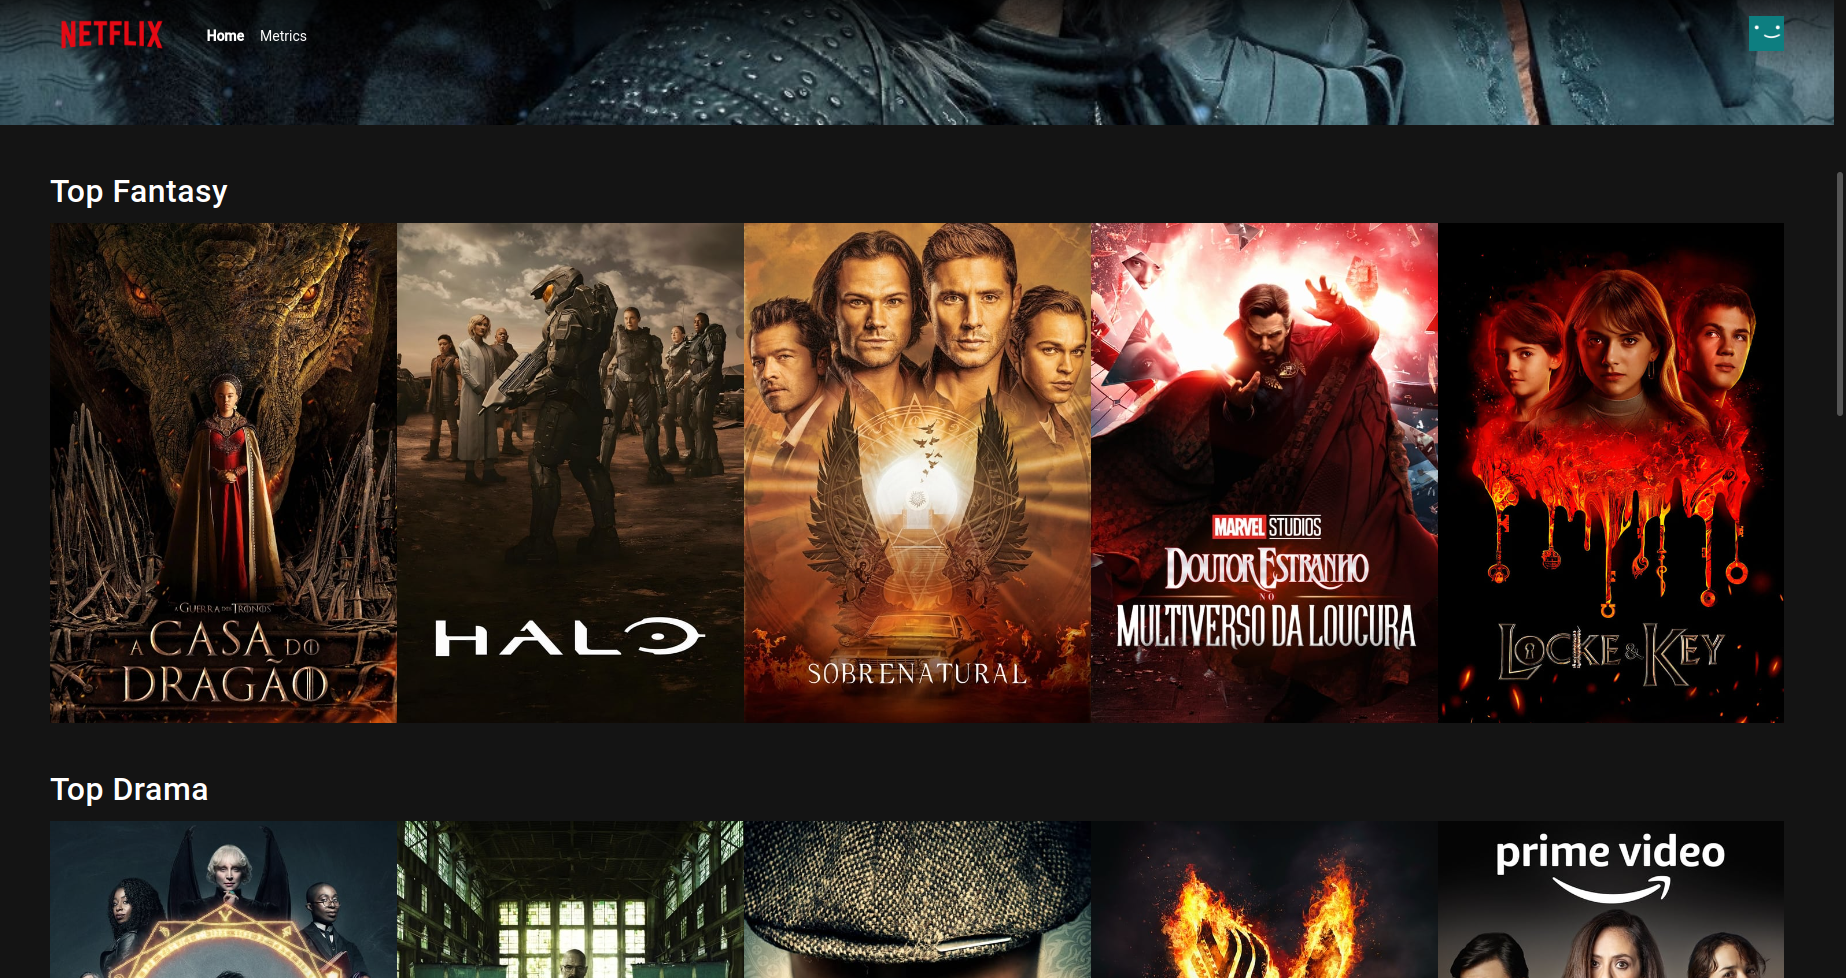 NETFLIX
Home
Metrics
Top Fantasy
A GUERRA DOS TRONOS
A CASA DO
DRAGÃO
HALO
SOBRENATURAL
MARVEL STUDIOS
DOUTOR ESTRANHO
NO
MULTIVERSO DA LOUCURA
LOCKE & KEY
Top Drama
prime video